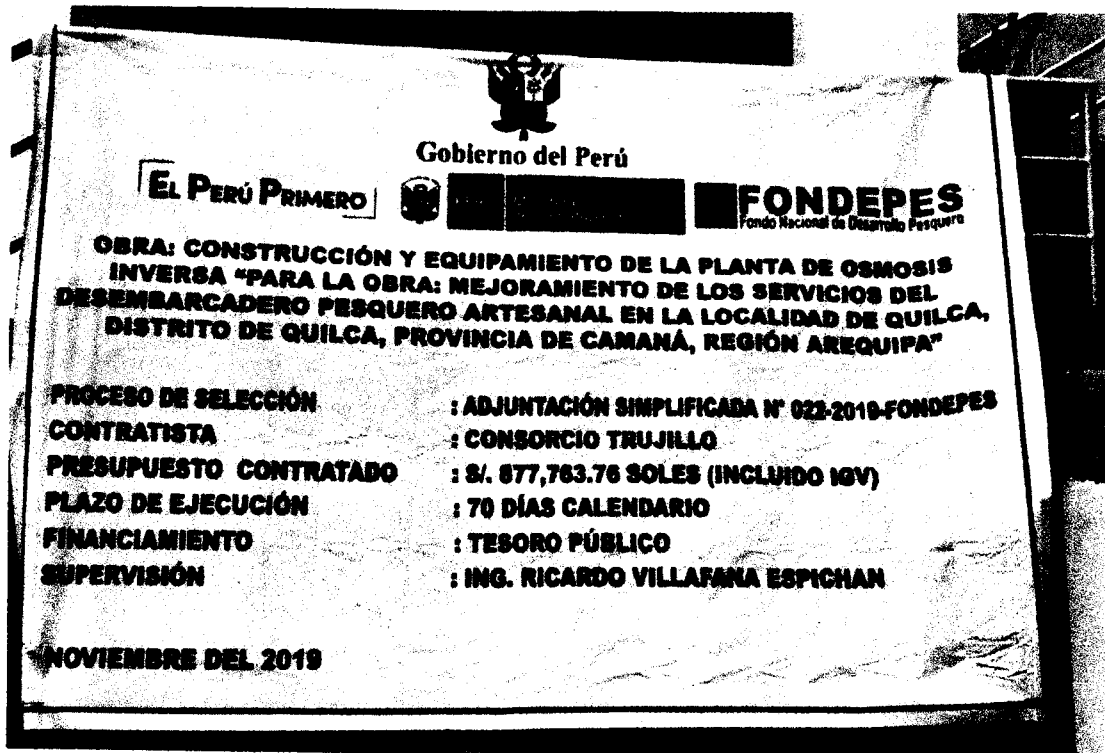 Gobierno del Perú
EL PERÚ PRIMERO
FONDEPES
Fondo Nacional de Desarrollo Pesquero
OBRA: CONSTRUCCIÓN Y EQUIPAMIENTO DE LA PLANTA DE OSMOSIS
INVERSA “PARA LA OBRA: MEJORAMIENTO DE LOS SERVICIOS DEL
DESEMBARCADERO PESQUERO ARTESANAL EN LA LOCALIDAD DE QUILCA,
DISTRITO DE QUILCA, PROVINCIA DE CAMANÁ, REGIÓN AREQUIPA”
PROCESO DE SELECCIÓN : ADJUNTACIÓN SIMPLIFICADA N° 022-2019-FONDEPES
CONTRATISTA : CONSORCIO TRUJILLO
PRESUPUESTO CONTRATADO : S/. 877,763.76 SOLES (INCLUIDO IGV)
PLAZO DE EJECUCIÓN : 70 DÍAS CALENDARIO
FINANCIAMIENTO : TESORO PÚBLICO
SUPERVISIÓN : ING. RICARDO VILLAFANA ESPICHAN
NOVIEMBRE DEL 2019